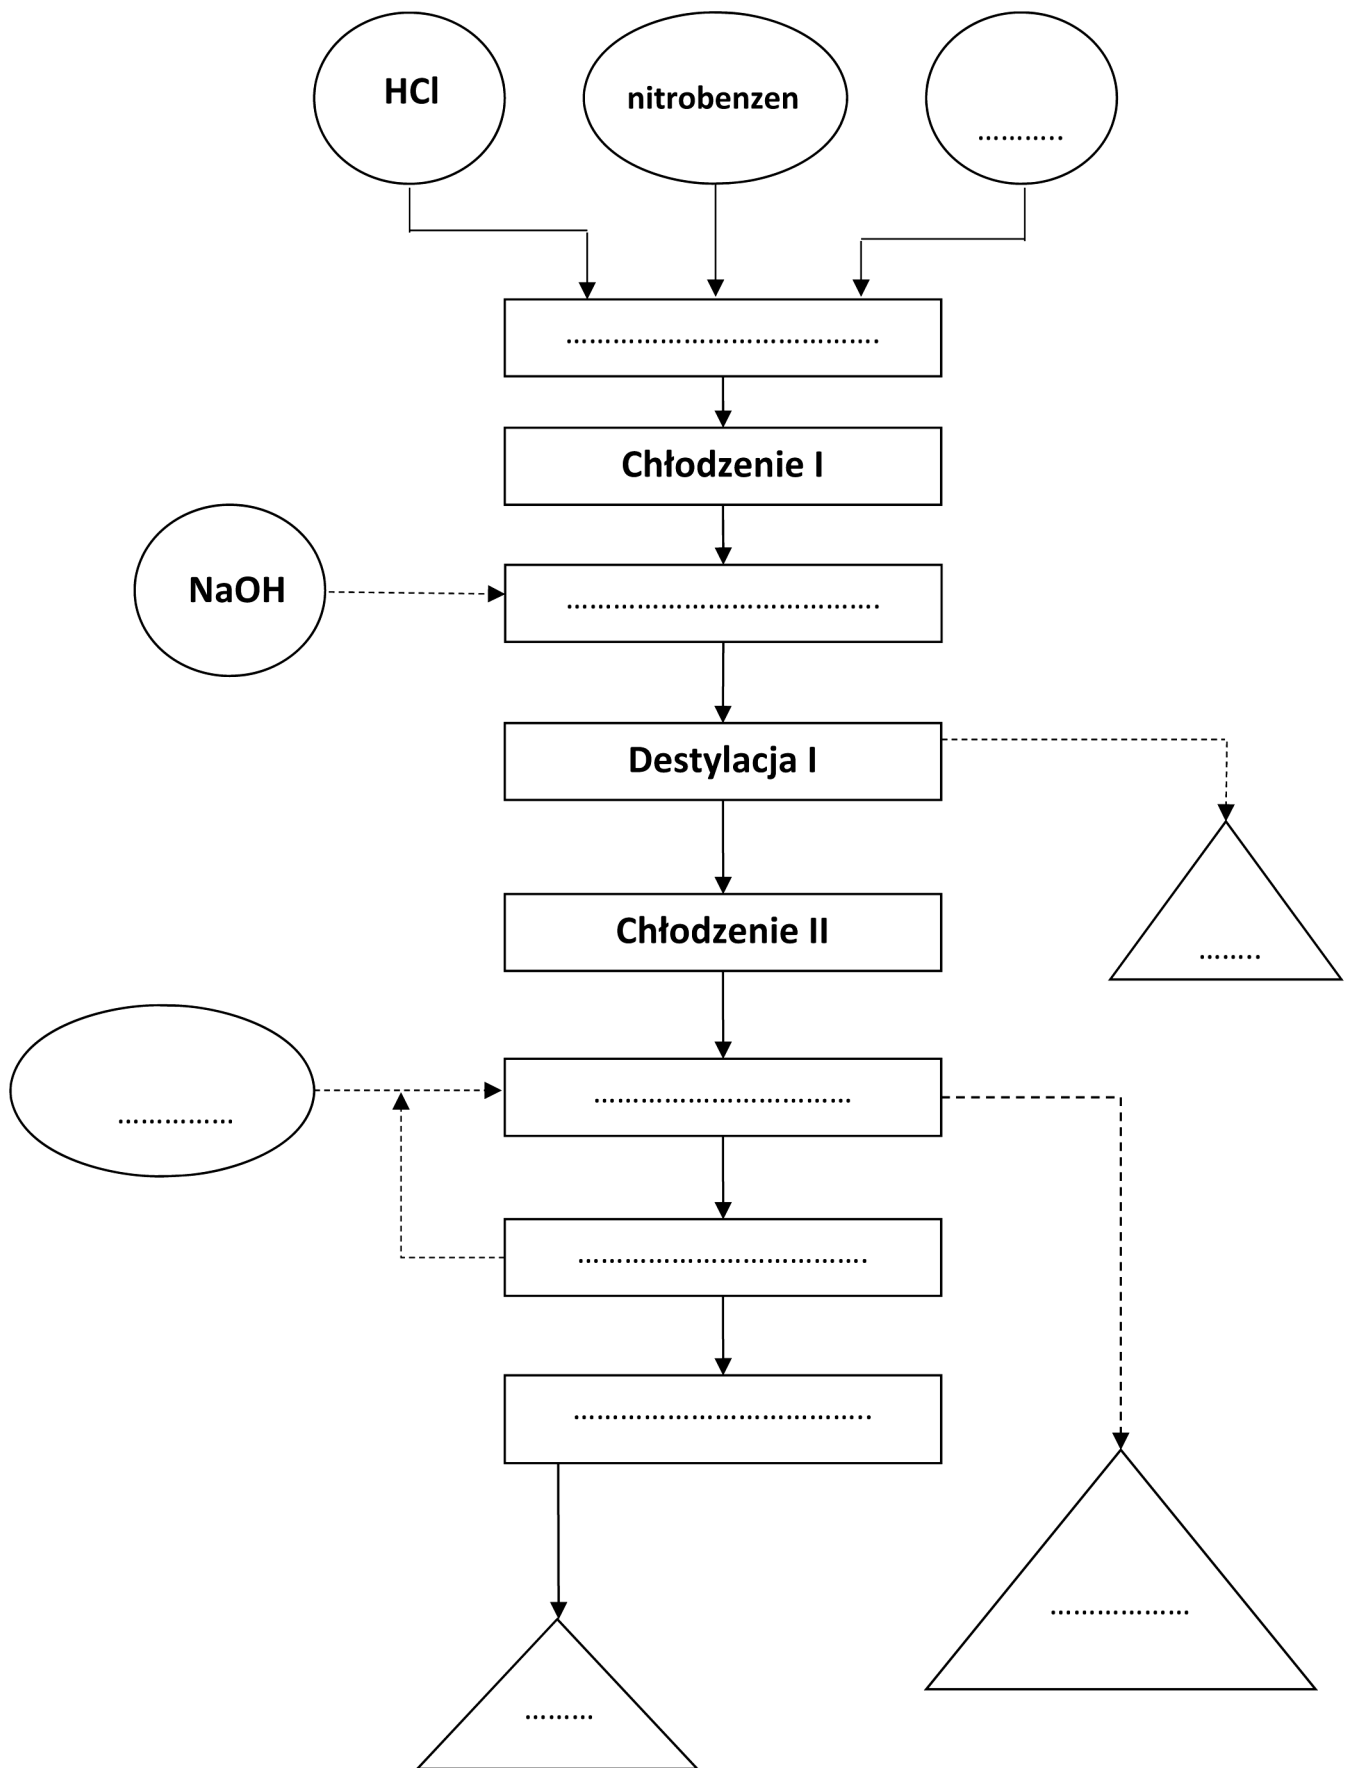 HCl
nitrobenzen
...........
........................................
Chłodzenie I
NaOH
........................................
Destylacja I
........
Chłodzenie II
...............
.................................
.....................................
......................................
..................
.........